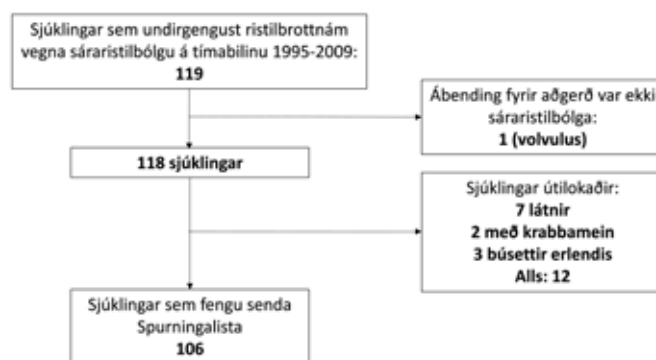 Sjúklingar sem undirgengust ristilbrottnám
vegna sáraristilbólgu á tímabilinu 1995-2009:
119
Ábending fyrir aðgerð var ekki
sáraristilbólga:
1 (volvulus)
118 sjúklingar
Sjúklingar útilokaðir:
7 látnir
2 með krabbamein
3 búsettir erlendis
Alls: 12
Sjúklingar sem fengu senda
Spurningalista
106